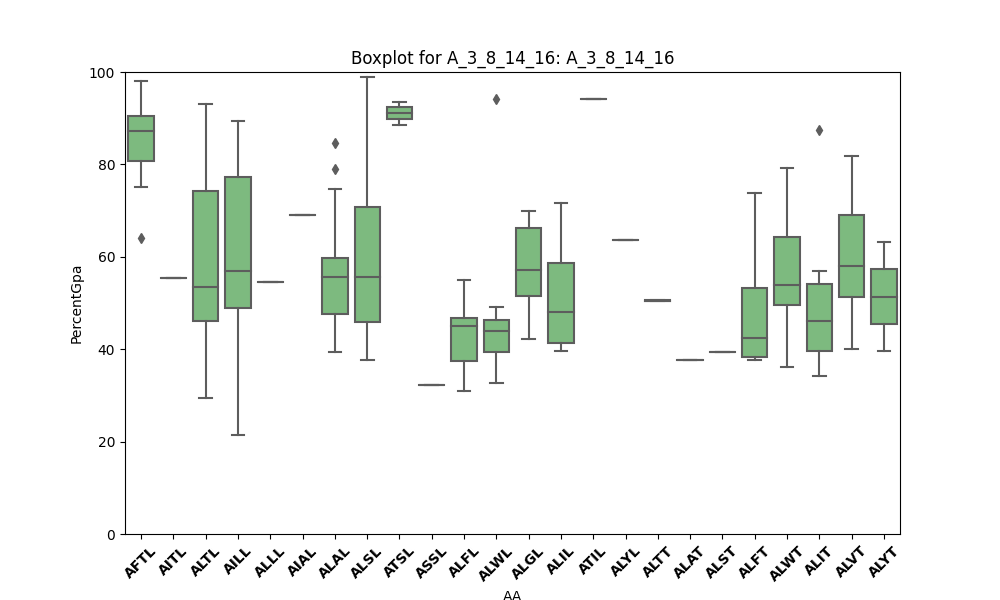 Boxplot for A_3_8_14_16: A_3_8_14_16
100
80
60
40
20
0
PercentGpa
AFTL AITL ALTL AILL ALLL AIAL ALAL ALSL ATSL ASSL ALFL ALWL ALGL ALIL ATIL ALYL ALTT ALAT ALST ALFT ALWT ALIT ALVT ALYT
AA